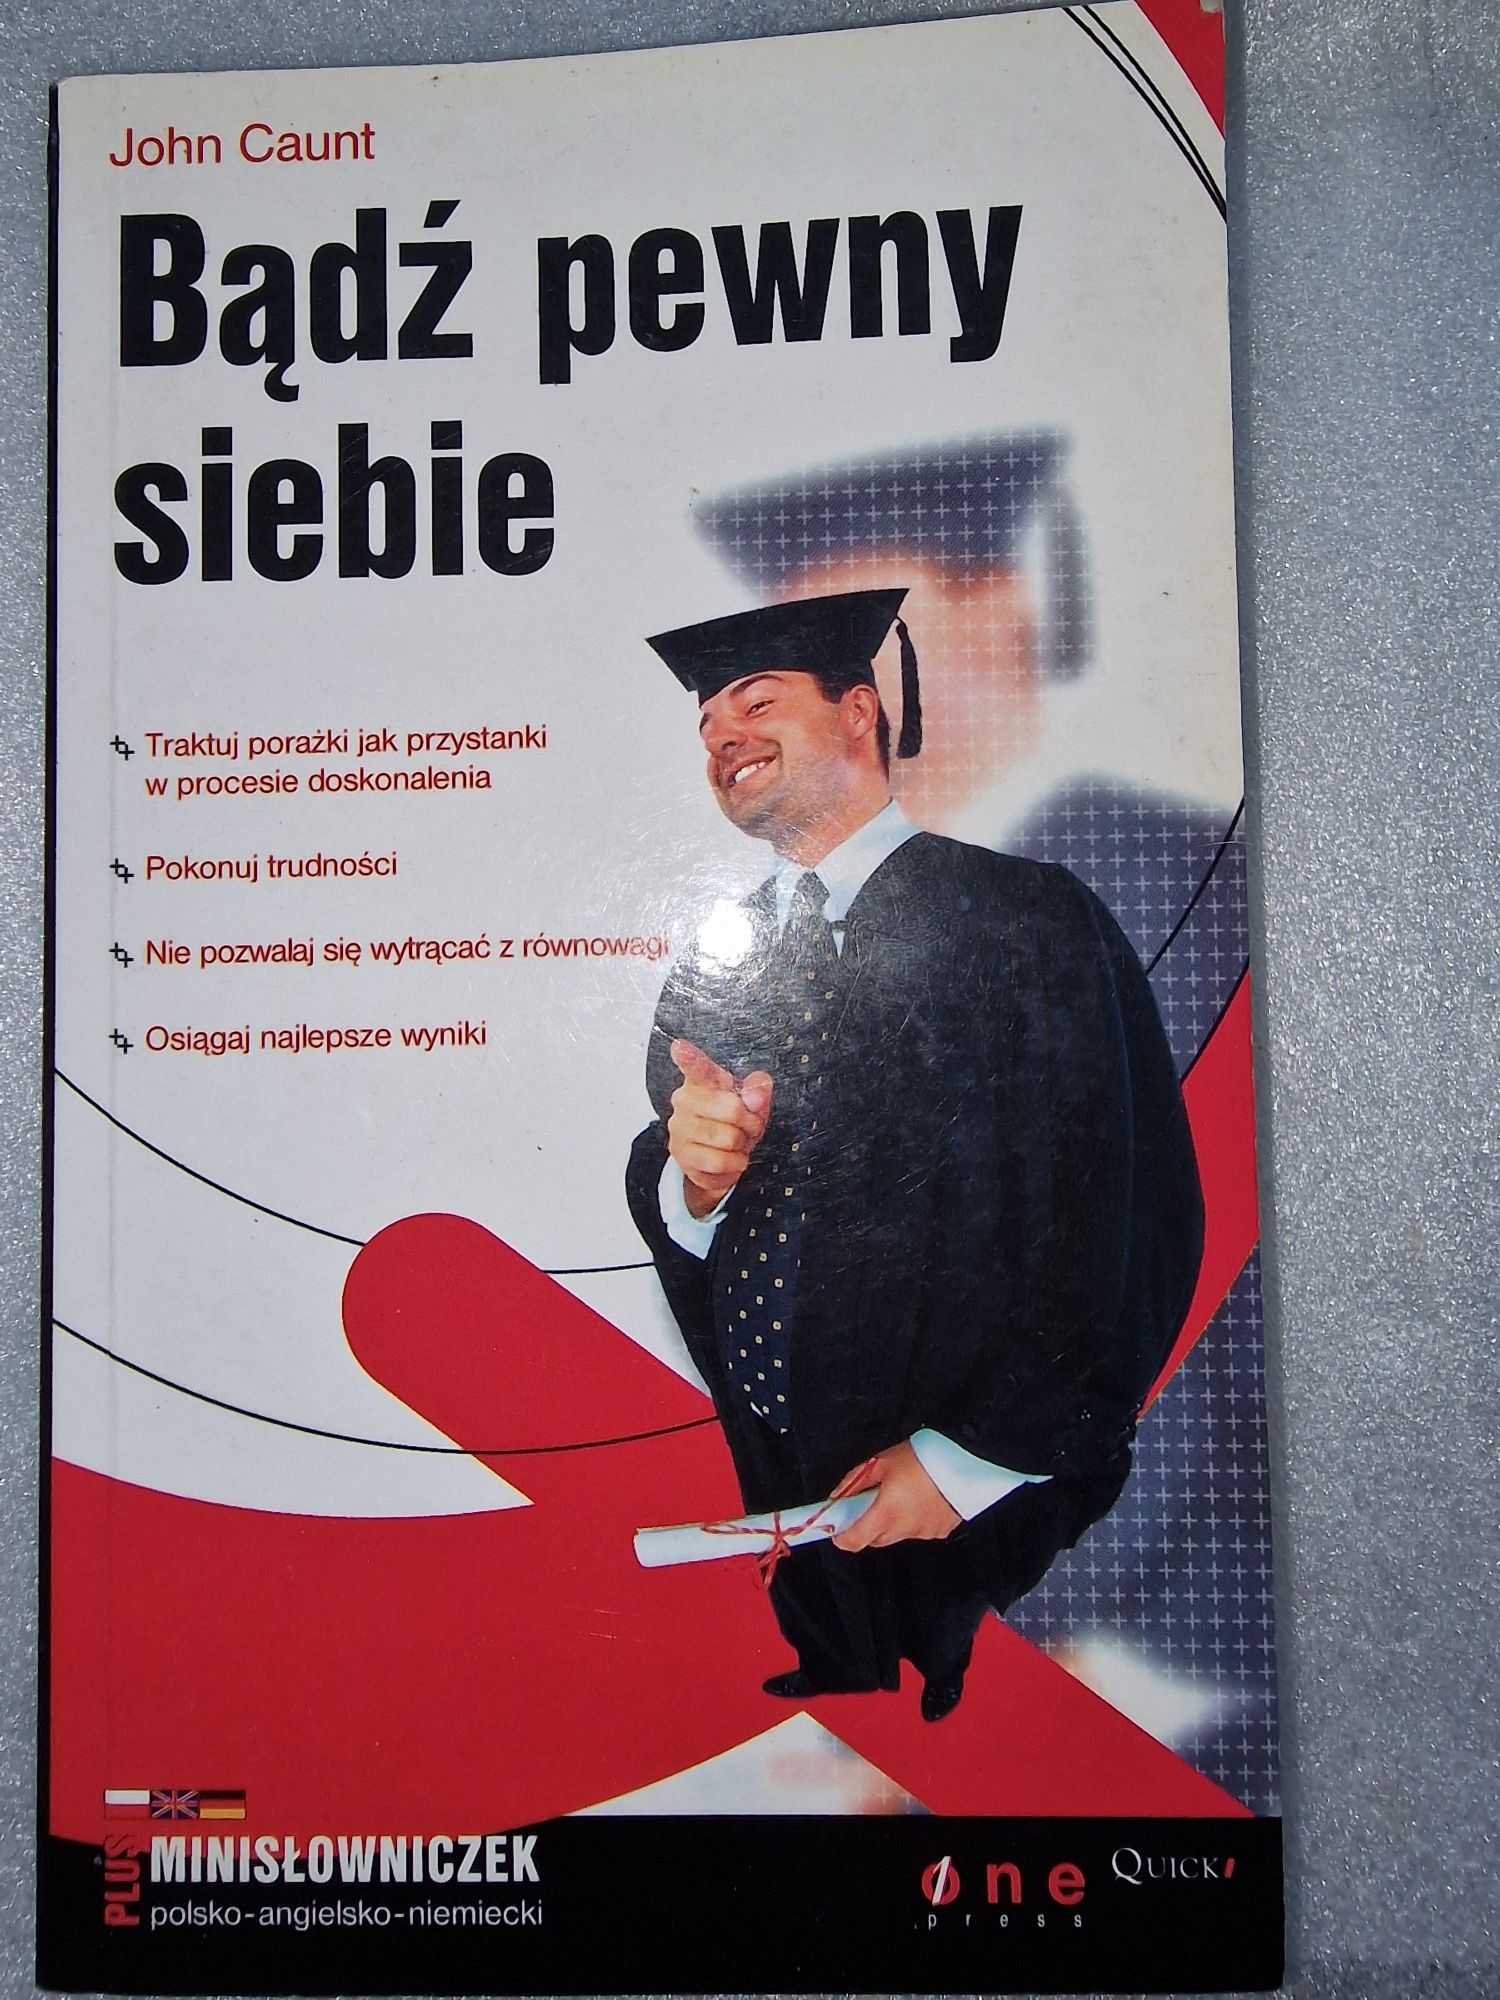 John Caunt
Bądź pewny
siebie
Traktuj porażki jak przystanki
w procesie doskonalenia
Pokonuj trudności
Nie pozwalaj się wytrącać z równowagi
Osiągaj najlepsze wyniki
PLUS
MINISŁOWNICZEK
polsko-angielsko-niemiecki
one
press
QUICK